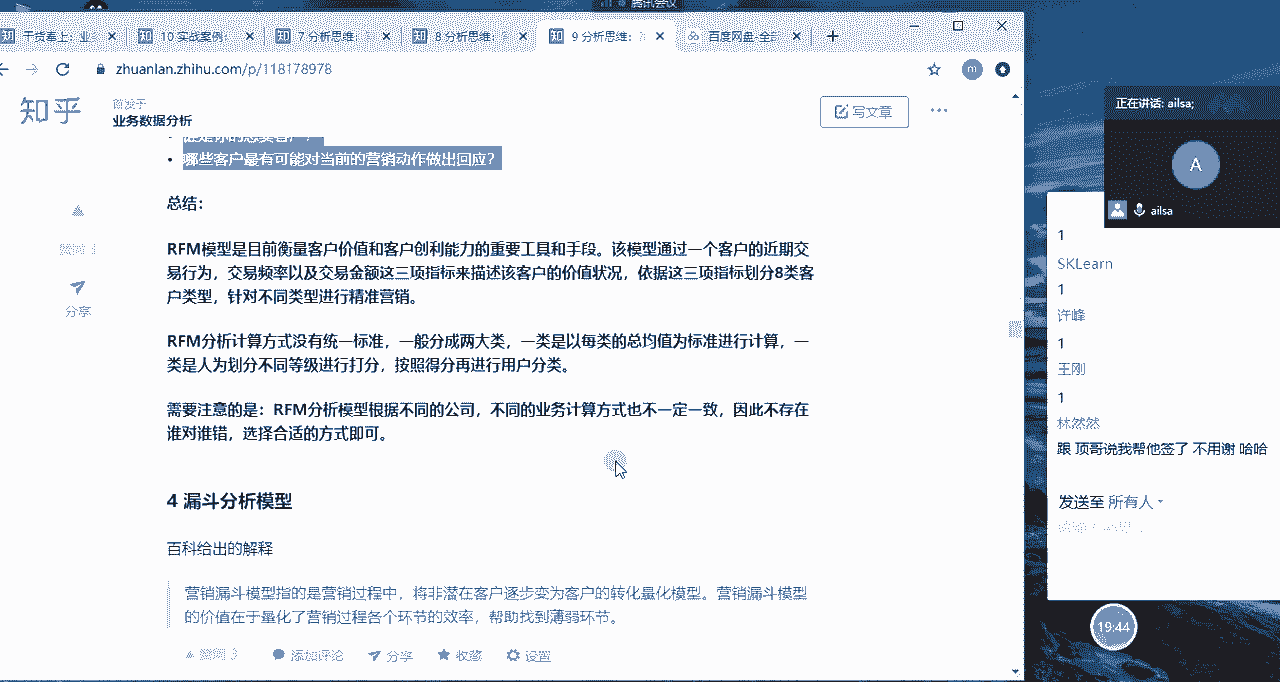 腾讯会议
干货奉上：业
10 实战案例：
7 分析思维：
8 分析思维：
9 分析思维：
百度网盘-全部
zhuanlan.zhihu.com/p/118178978
m
知乎
业务数据分析
写文章
哪些客户最有可能对当前的营销动作做出回应？
总结：
RFM模型是目前衡量客户价值和客户创利能力的重要工具和手段。该模型通过一个客户的近期交
易行为，交易频率以及交易金额这三项指标来描述该客户的价值状况，依据这三项指标划分8类客
户类型，针对不同类型进行精准营销。
RFM分析计算方式没有统一标准，一般分成两大类，一类是以每类的总均值为标准进行计算，一
类是人为划分不同等级进行打分，按照得分再进行用户分类。
需要注意的是：RFM分析模型根据不同的公司，不同的业务计算方式也不一定一致，因此不存在
谁对谁错，选择合适的方式即可。
4 漏斗分析模型
百科给出的解释
营销漏斗模型指的是营销过程中，将非潜在客户逐步变为客户的转化量化模型。营销漏斗模型
的价值在于量化了营销过程各个环节的效率，帮助找到薄弱环节。
赞同 3
添加评论
分享
收藏
设置
赞同 3
分享
正在讲话: ailsa;
A
ailsa
1
SKLearn
1
许峰
1
王刚
1
林然然
跟 顶哥说我帮他签了 不用谢 哈哈
发送至 所有人
19:44